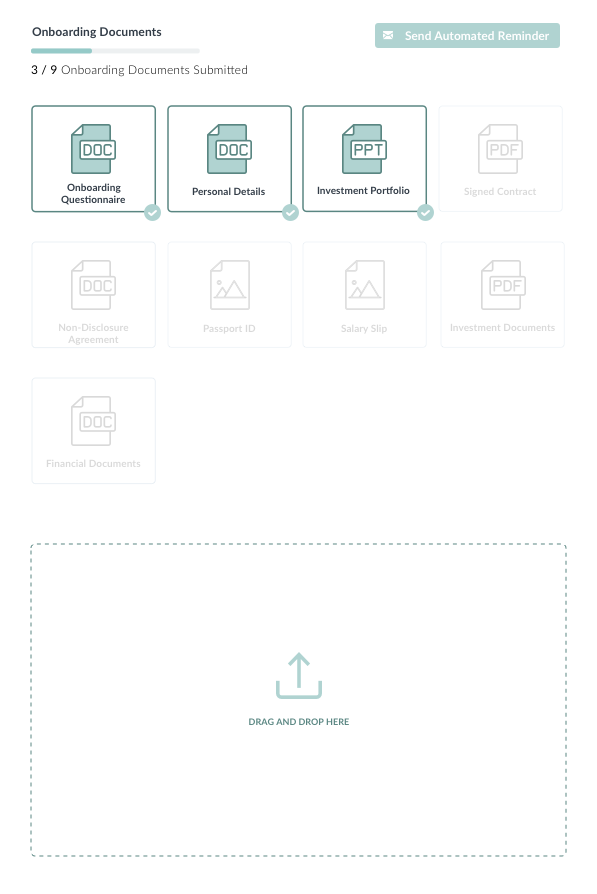 Onboarding Documents
Send Automated Reminder
3 / 9 Onboarding Documents Submitted
DOC
Onboarding
Questionnaire
DOC
Personal Details
PPT
Investment Portfolio
PDF
Signed Contract
DOC
Non-Disclosure
Agreement
Passport ID
Salary Slip
PDF
Investment Documents
DOC
Financial Documents
DRAG AND DROP HERE